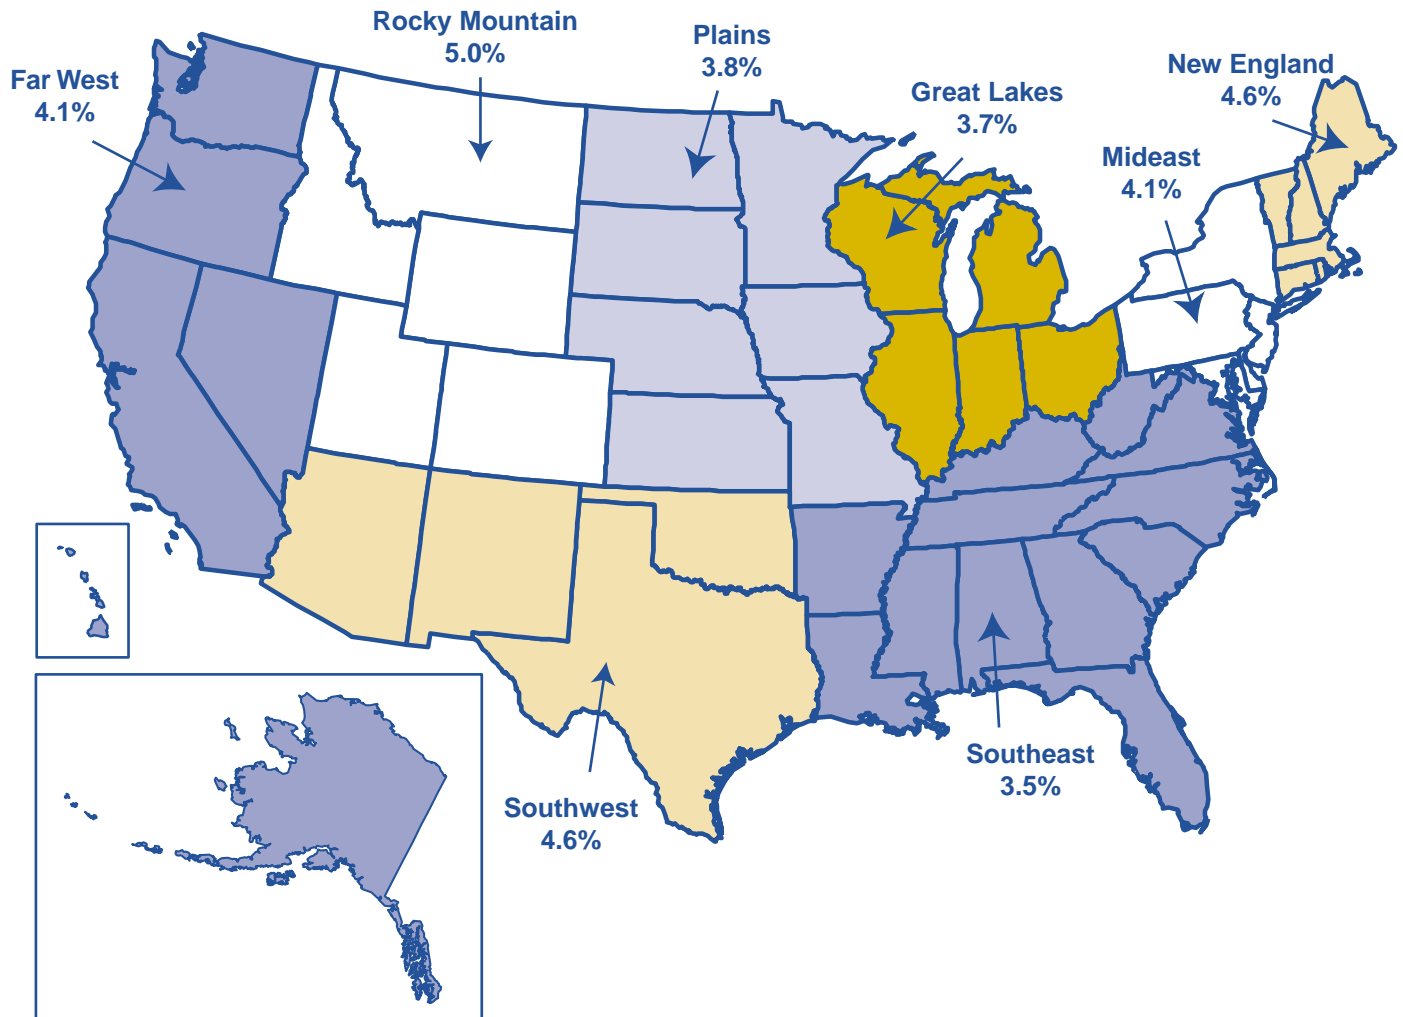 Rocky Mountain
5.0%
Plains
3.8%
New England
4.6%
Far West
4.1%
Great Lakes
3.7%
Mideast
4.1%
Southeast
3.5%
Southwest
4.6%